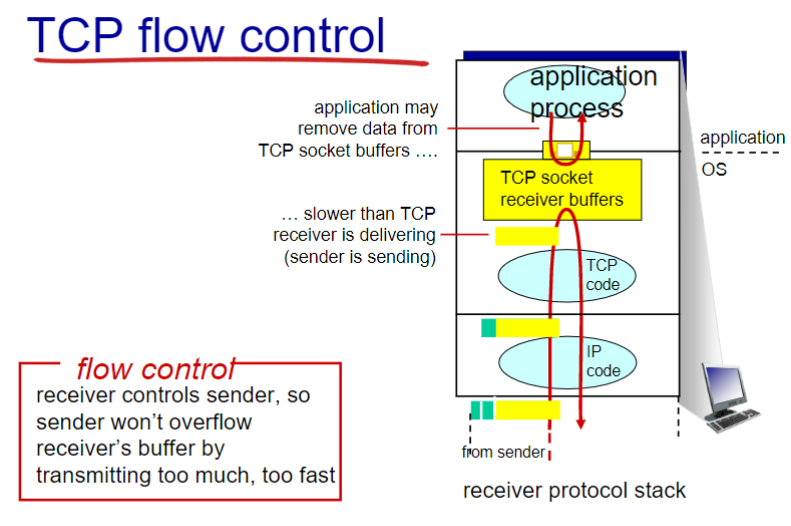 TCP flow control
application
process
application may
remove data from
TCP socket buffers ....
application
OS
TCP socket
receiver buffers
... slower than TCP
receiver is delivering
(sender is sending)
TCP
code
IP
code
flow control
receiver controls sender, so
sender won't overflow
receiver's buffer by
transmitting too much, too fast
from sender
receiver protocol stack